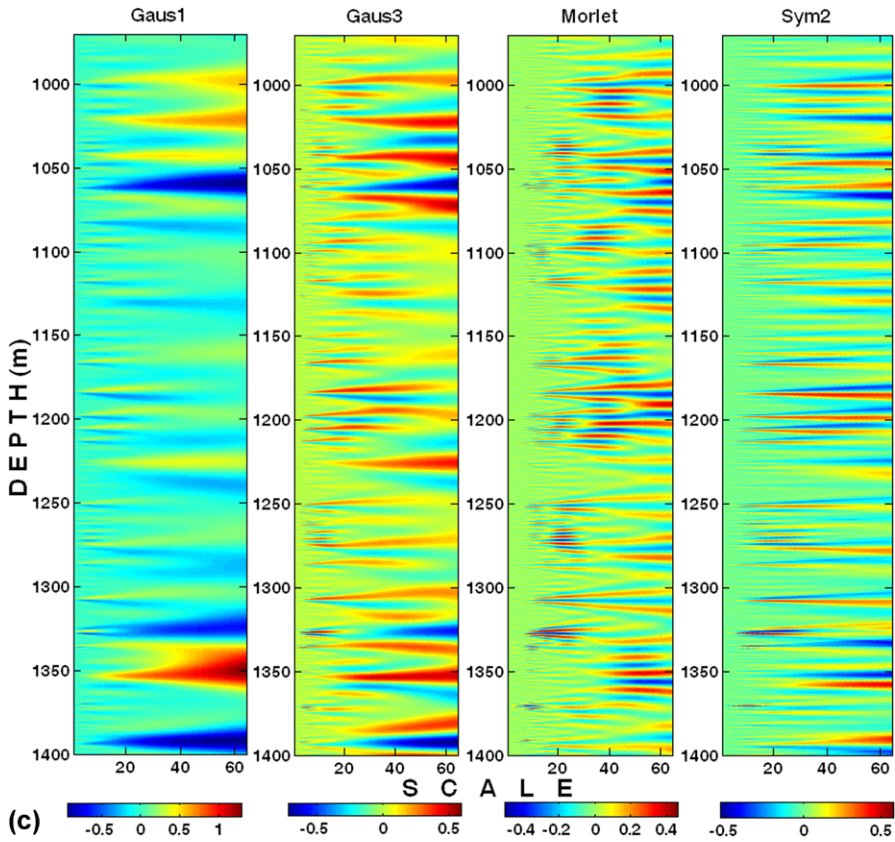 Gaus1 Gaus3 Morlet Sym2
DEPTH (m)
1000 1000 1000 1000
1050 1050 1050 1050
1100 1100 1100 1100
1150 1150 1150 1150
1200 1200 1200 1200
1250 1250 1250 1250
1300 1300 1300 1300
1350 1350 1350 1350
1400 1400 1400 1400
20 40 60 20 40 60 20 40 60 20 40 60
SCALE
(c)
-0.5 0 0.5 1 -0.5 0 0.5 -0.4 -0.2 0 0.2 0.4 -0.5 0 0.5